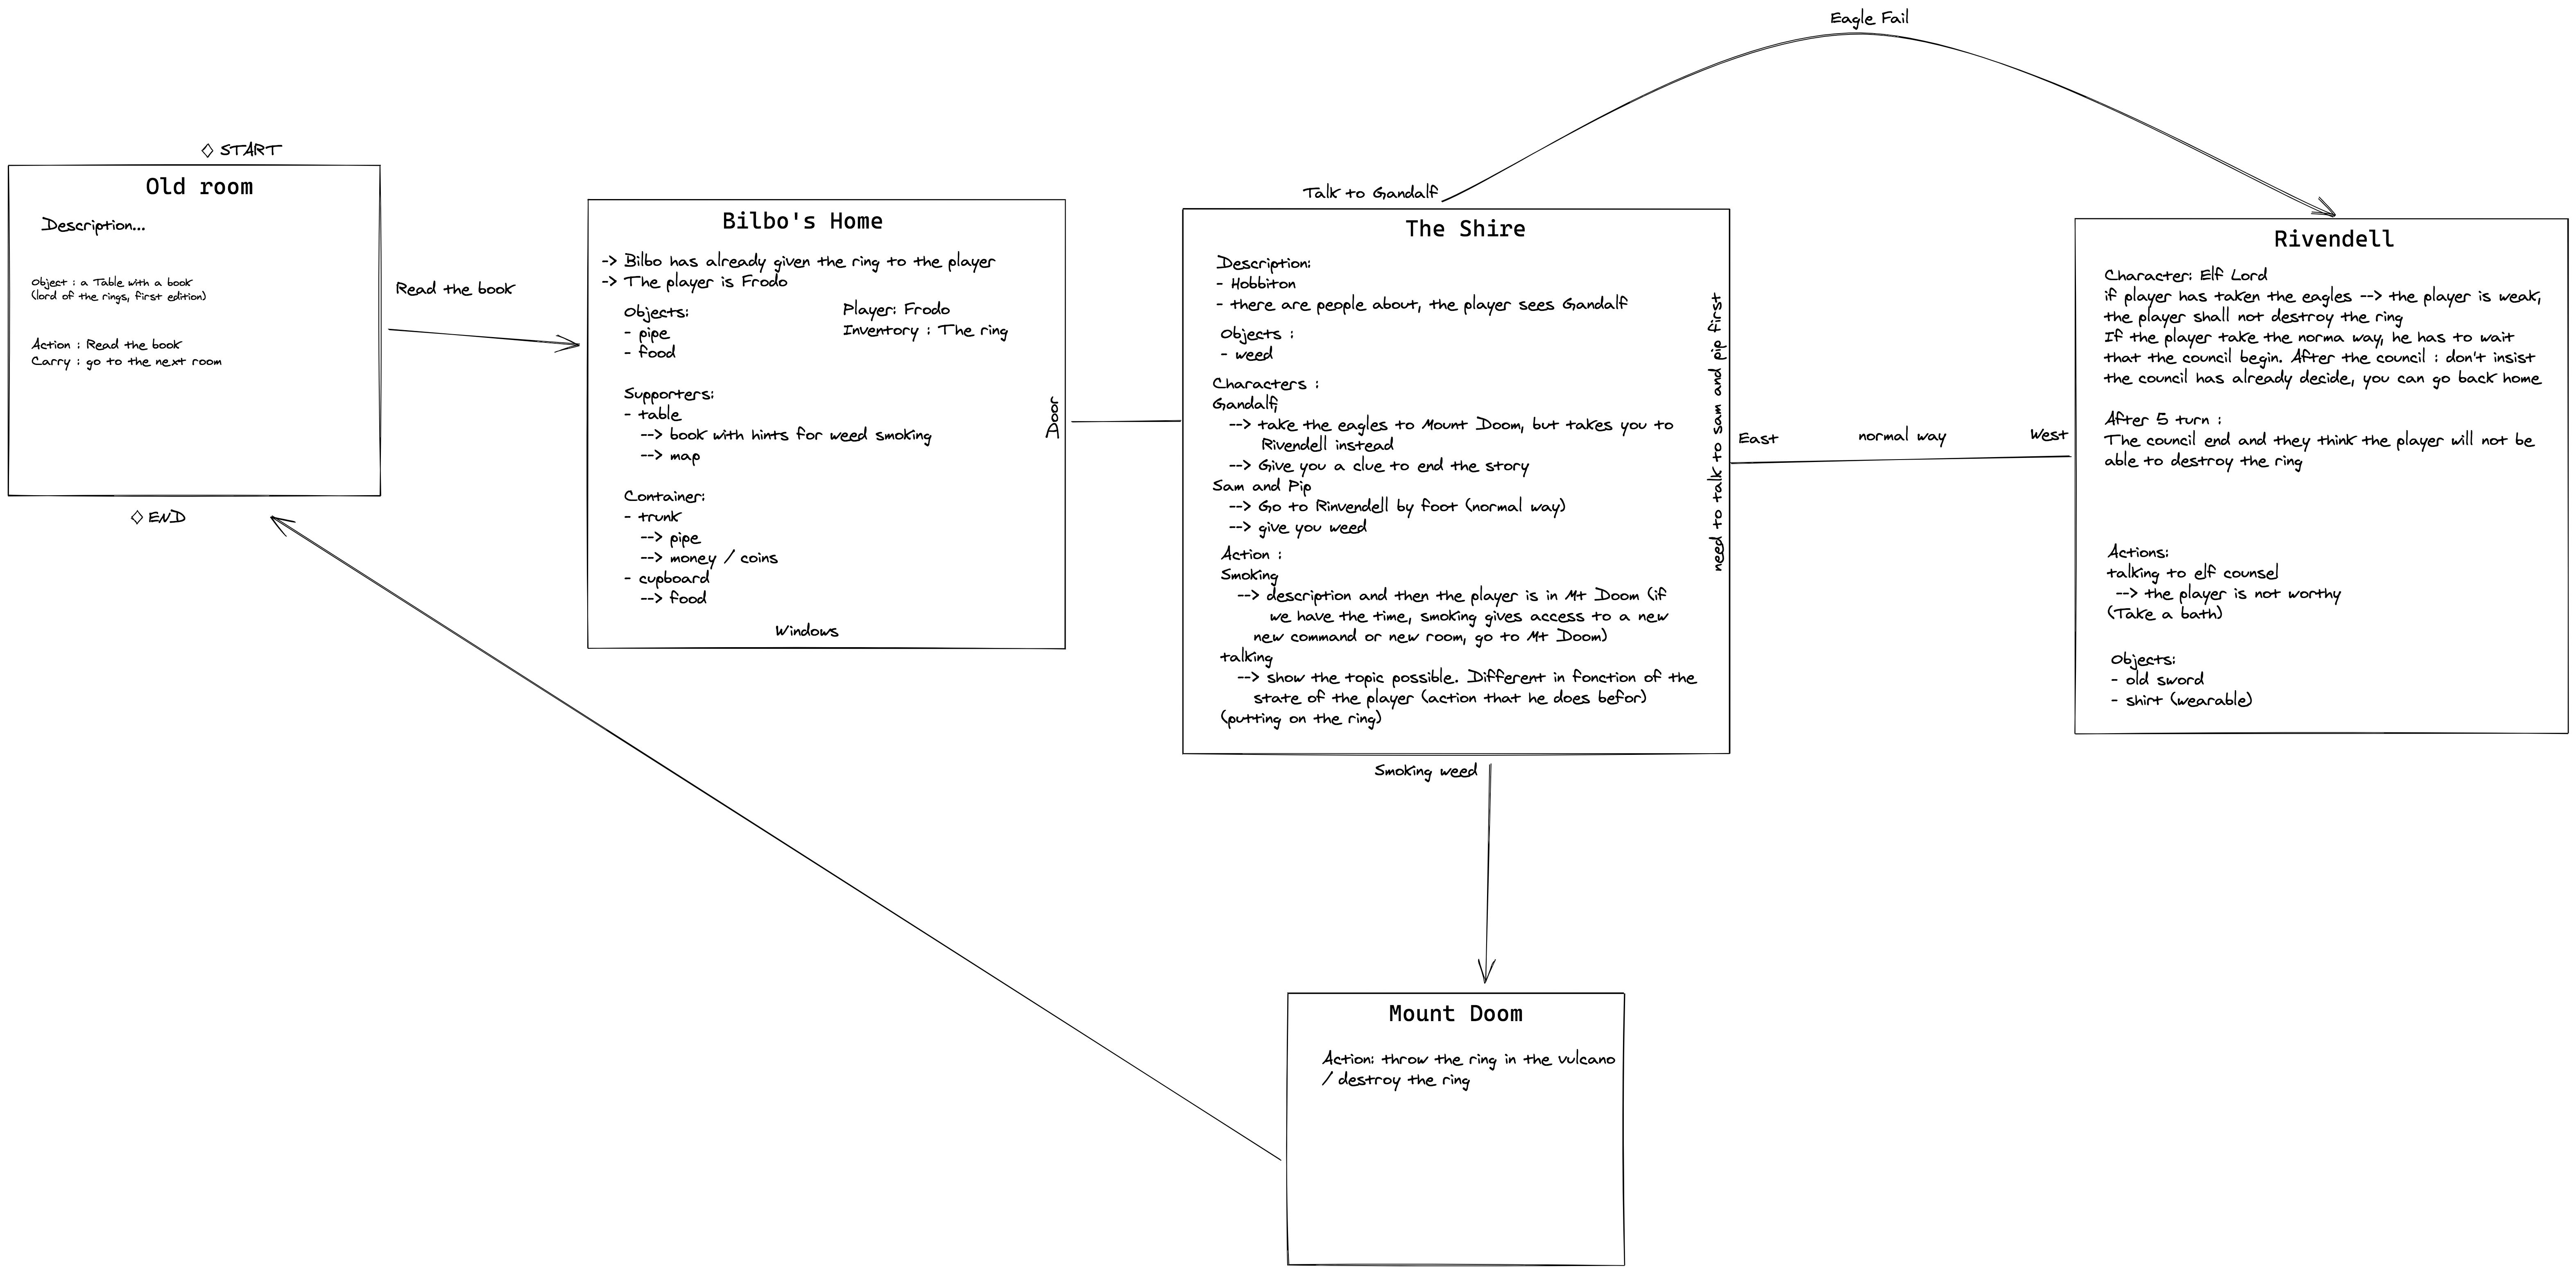 Eagle Fail
◇ START
Old room
Description...
Object : a Table with a book
(lord of the rings, first edition)
Action : Read the book
Carry : go to the next room
◇ END
Read the book
Bilbo's Home
-> Bilbo has already given the ring to the player
-> The player is Frodo
Objects:
- pipe
- food
Player: Frodo
Inventory : The ring
Supporters:
- table
--> book with hints for weed smoking
--> map
Container:
- trunk
--> pipe
--> money / coins
- cupboard
--> food
Windows
Door
Talk to Gandalf
The Shire
Description:
- Hobbiton
- there are people about, the player sees Gandalf
Objects :
- weed
Characters :
Gandalf;
--> take the eagles to Mount Doom, but takes you to
Rivendell instead
--> Give you a clue to end the story
Sam and Pip
--> Go to Rinvendell by foot (normal way)
--> give you weed
Action :
Smoking
--> description and then the player is in Mt Doom (if
we have the time, smoking gives access to a new
new command or new room, go to Mt Doom)
talking
--> show the topic possible. Different in fonction of the
state of the player (action that he does befor)
(putting on the ring)
need to talk to sam and pip first
East
normal way
West
Rivendell
Character: Elf Lord
if player has taken the eagles --> the player is weak,
the player shall not destroy the ring
If the player take the norma way, he has to wait
that the council begin. After the council : don't insist
the council has already decide, you can go back home
After 5 turn :
The council end and they think the player will not be
able to destroy the ring
Actions:
talking to elf counsel
--> the player is not worthy
(Take a bath)
Objects:
- old sword
- shirt (wearable)
Smoking weed
Mount Doom
Action: throw the ring in the vulcano
/ destroy the ring